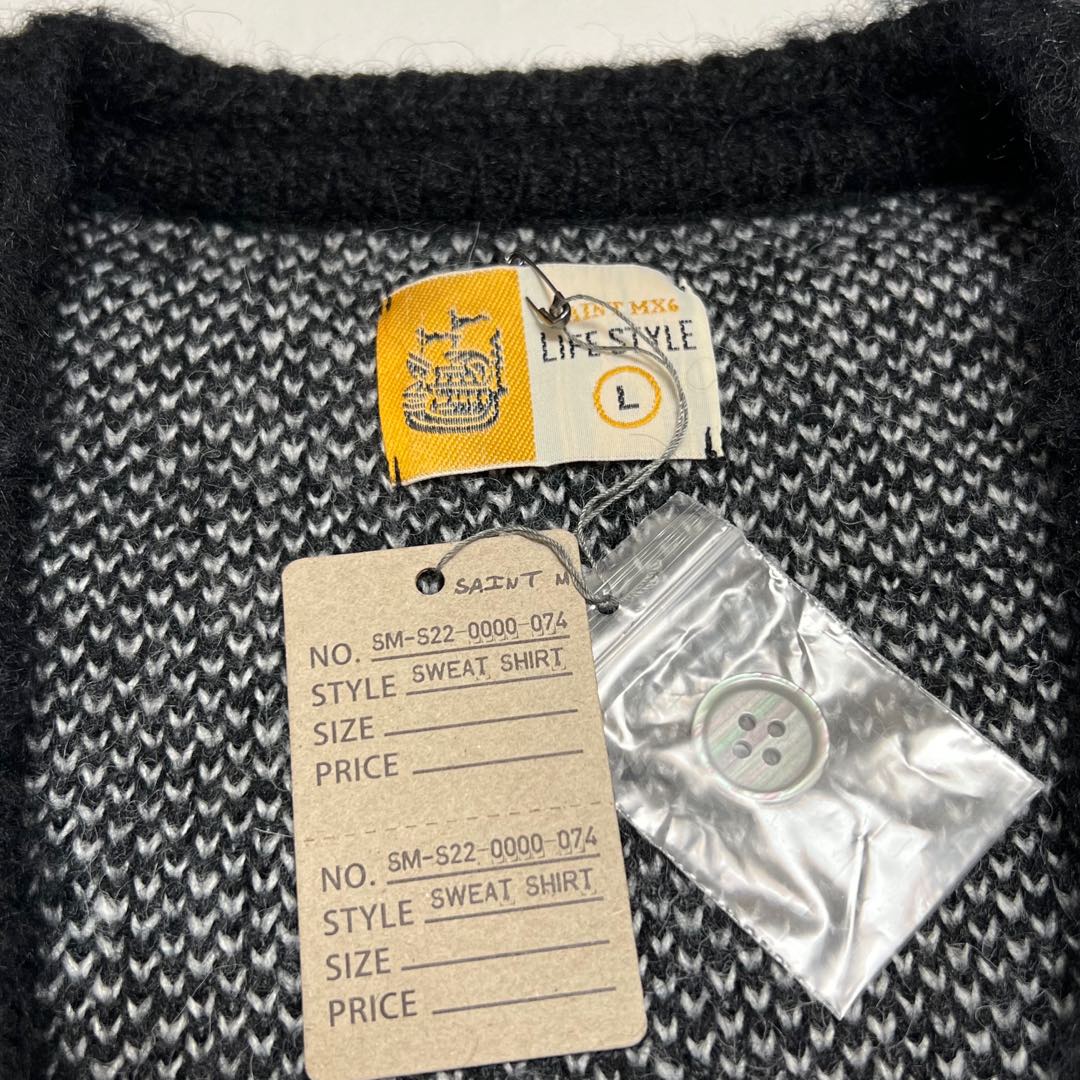 AINT MX6
LIFE STYLE
L
SAINT M
NO. SM-S22-0000-074
STYLE SWEAT SHIRT
SIZE
PRICE
NO. SM-S22-0000-074
STYLE SWEAT SHIRT
SIZE
PRICE